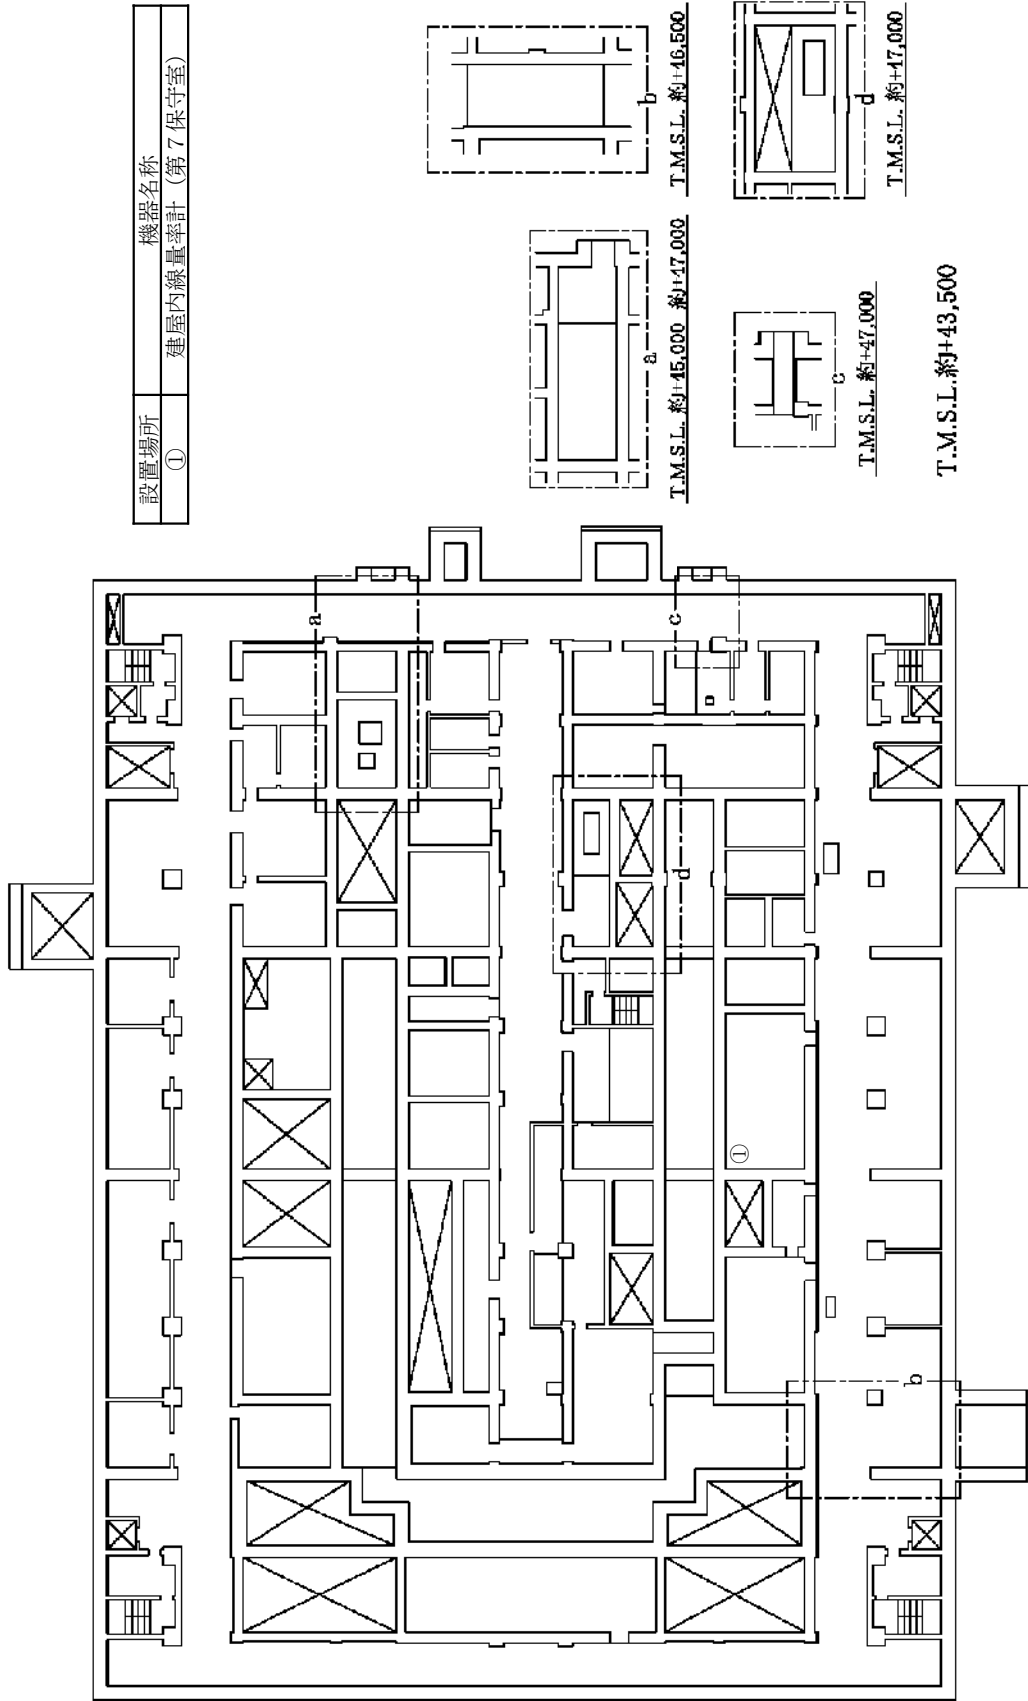 設置場所 機器名称
① 建屋内線量率計（第7保守室）
a
T.M.S.L. 約+45,000 約+47,000
b
T.M.S.L. 約+46,500
c
T.M.S.L. 約+47,000
d
T.M.S.L. 約+47,000
T.M.S.L.約+43,500
a
c
d
①
b